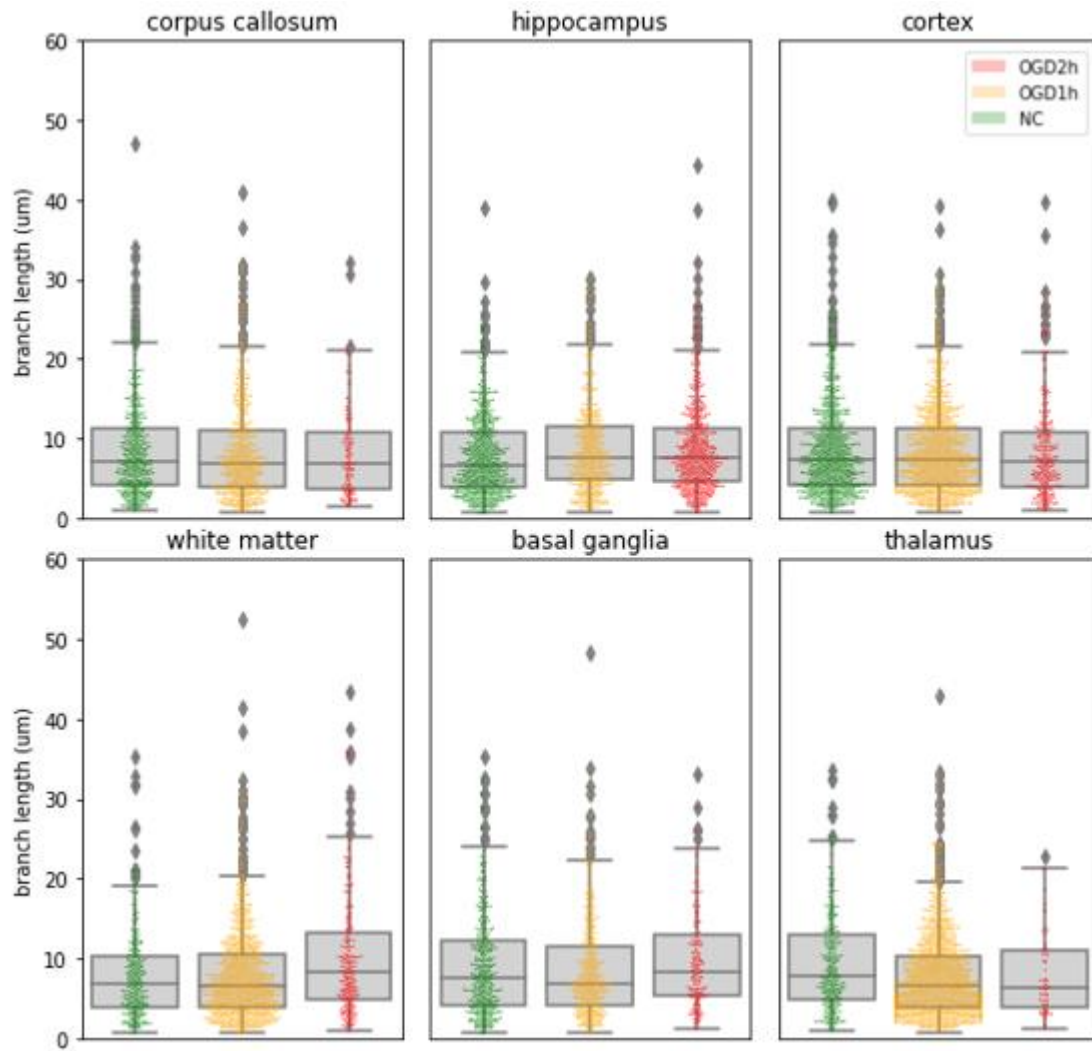 corpus callosum
hippocampus
cortex
60
50
40
30
20
10
0
branch length (um)
OGD2h
OGD1h
NC
white matter
basal ganglia
thalamus
60
50
40
30
20
10
0
branch length (um)